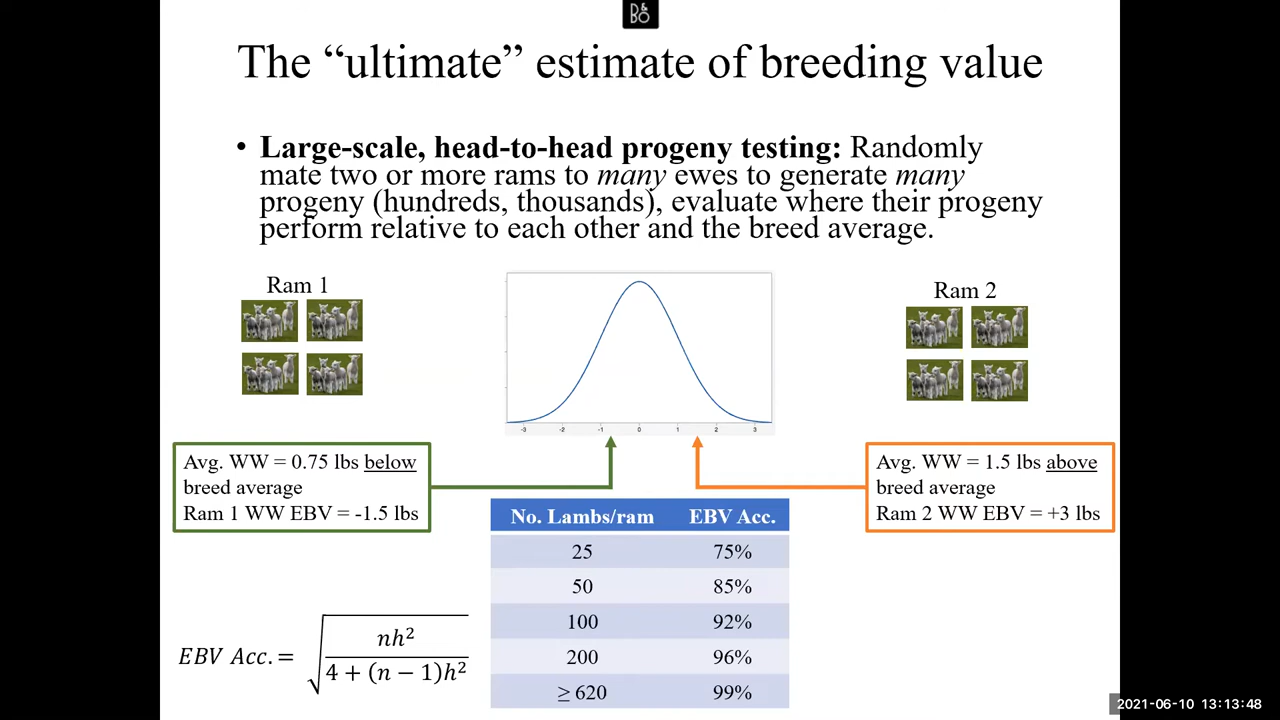 B&O
The “ultimate” estimate of breeding value
• Large-scale, head-to-head progeny testing: Randomly
mate two or more rams to many ewes to generate many
progeny (hundreds, thousands), evaluate where their progeny
perform relative to each other and the breed average.
Ram 1
Ram 2
-3 -2 -1 0 1 2 3
Avg. WW = 0.75 lbs below
breed average
Ram 1 WW EBV = -1.5 lbs
Avg. WW = 1.5 lbs above
breed average
Ram 2 WW EBV = +3 lbs
No. Lambs/ram EBV Acc.
25 75%
50 85%
100 92%
200 96%
≥ 620 99%
EBV Acc. = √(nh²
4 + (n − 1)h²)
2021-06-10 13:13:48